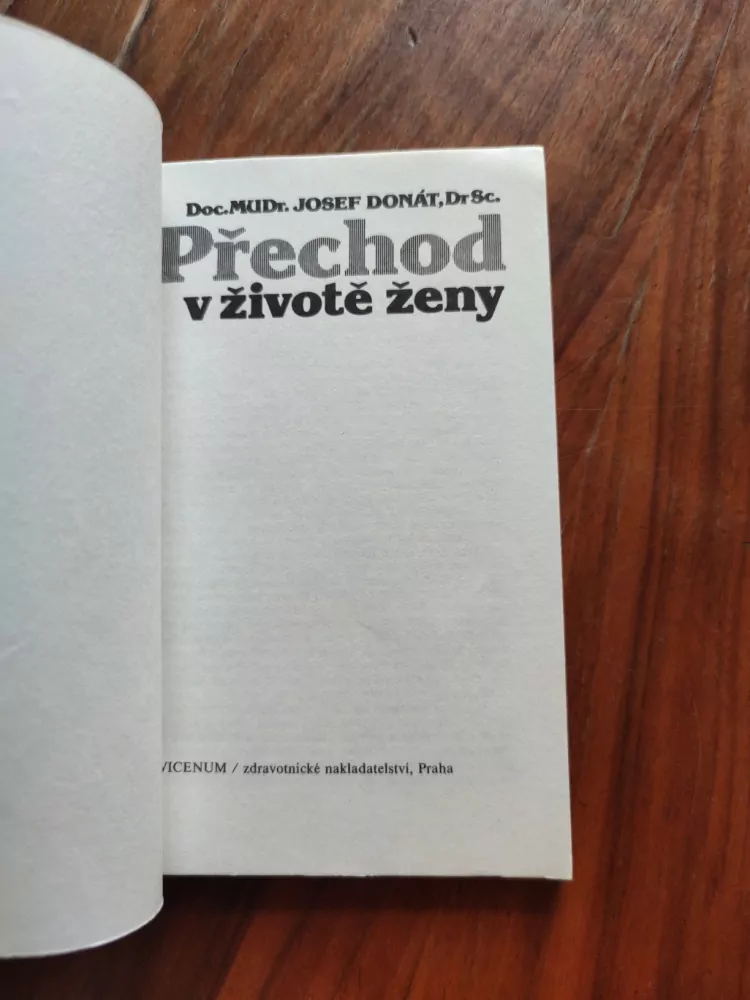 Doc.MUDr. JOSEF DONÁT, DrSc.
Přechod
v životě ženy
VICENUM / zdravotnické nakladatelství, Praha